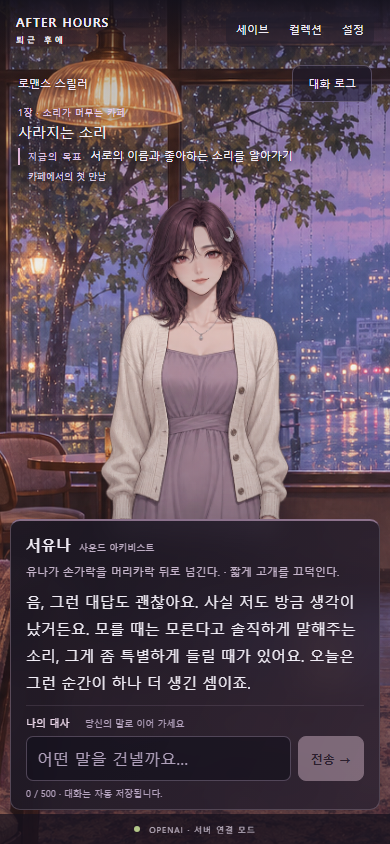 AFTER HOURS
퇴근 후에
세이브 컬렉션 설정
로맨스 스릴러
대화 로그
1장 · 소리가 머무는 카페
사라지는 소리
지금의 목표 서로의 이름과 좋아하는 소리를 알아가기
카페에서의 첫 만남
서유나 사운드 아키비스트
유나가 손가락을 머리카락 뒤로 넘긴다. · 짧게 고개를 끄덕인다.
음, 그런 대답도 괜찮아요. 사실 저도 방금 생각이
났거든요. 모를 때는 모른다고 솔직하게 말해주는
소리, 그게 좀 특별하게 들릴 때가 있어요. 오늘은
그런 순간이 하나 더 생긴 셈이죠.
나의 대사 당신의 말로 이어 가세요
어떤 말을 건넬까요...
전송 →
0 / 500 · 대화는 자동 저장됩니다.
OPENAI · 서버 연결 모드